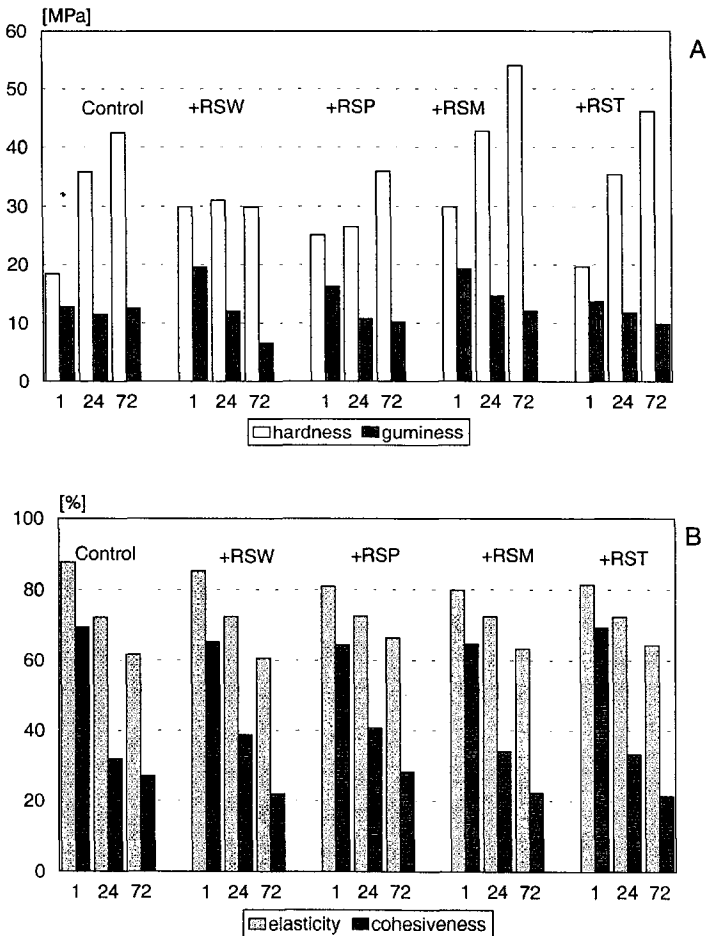 [MPa]
60
50
40
30
20
10
0
A
Control +RSW +RSP +RSM +RST
1 24 72 1 24 72 1 24 72 1 24 72 1 24 72
hardness guminess
[%]
100
80
60
40
20
0
B
Control +RSW +RSP +RSM +RST
1 24 72 1 24 72 1 24 72 1 24 72 1 24 72
elasticity cohesiveness